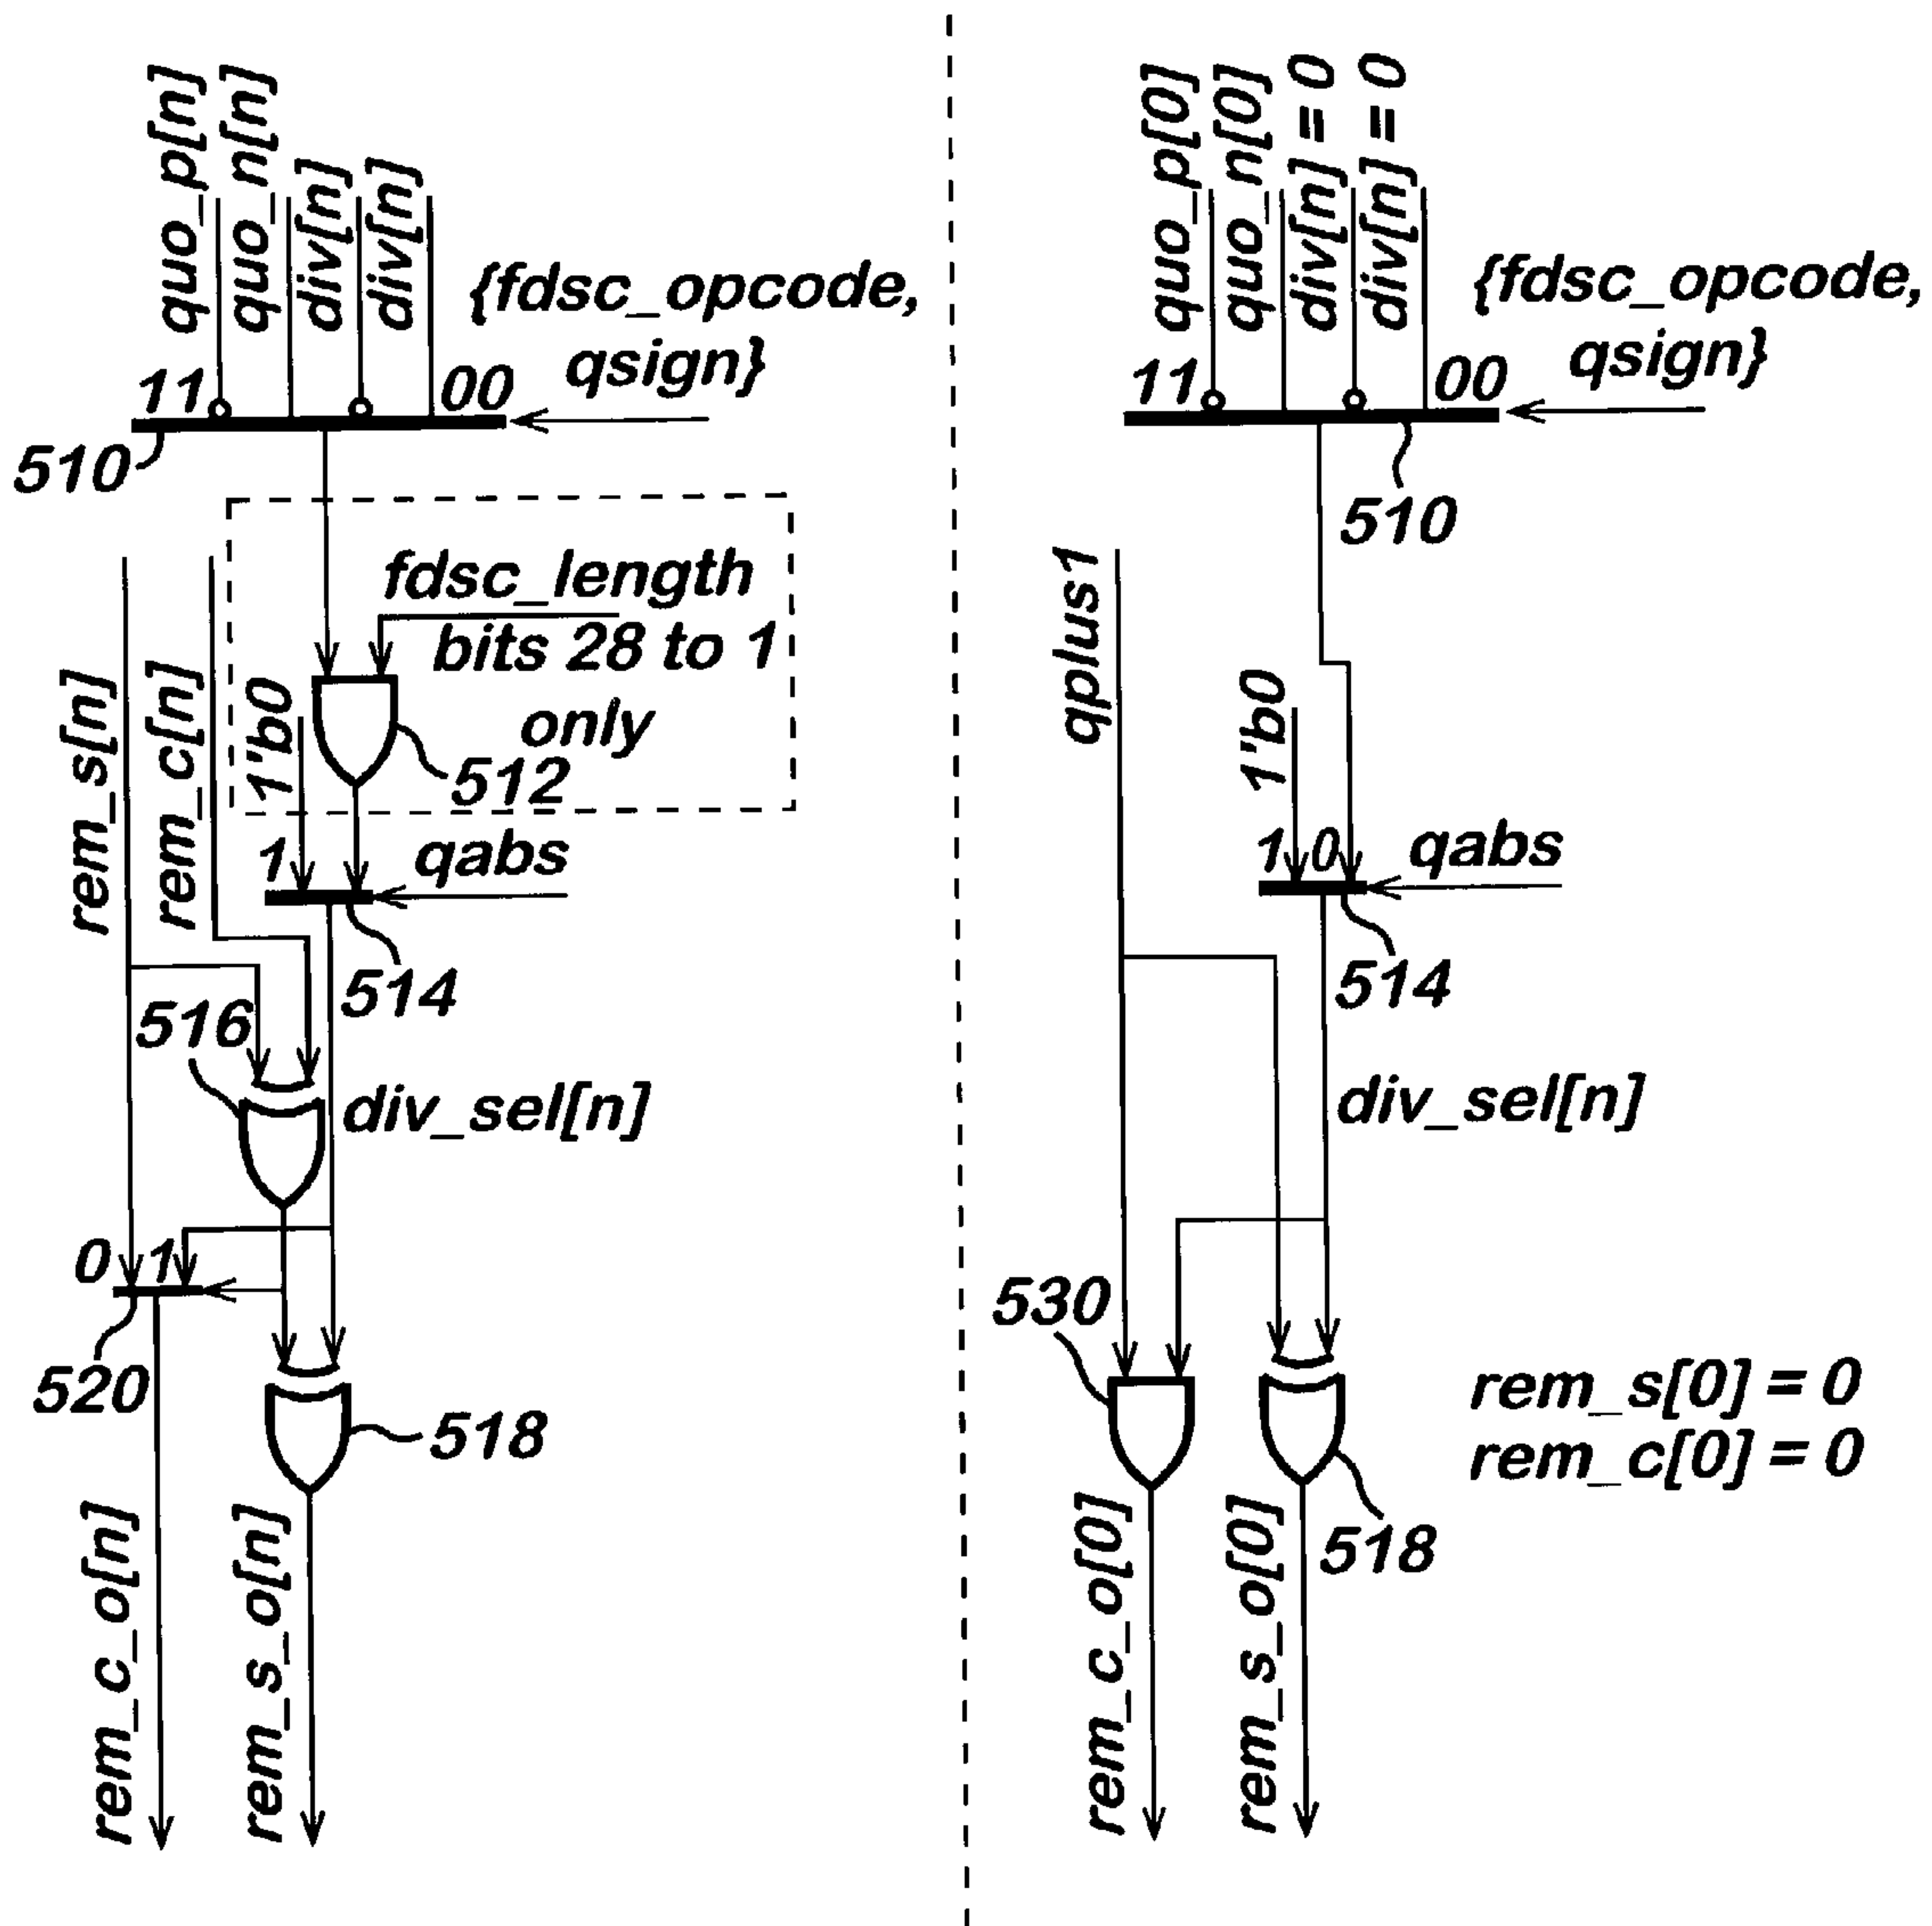 quo_p[n]
quo_n[n]
div[n]
div[n]
{fdsc_opcode,
qsign}
11
00
510
fdsc_length
bits 28 to 1
only
512
rem_s[n]
rem_c[n]
1'b0
1
qabs
514
516
div_sel[n]
0
1
520
518
rem_c_o[n]
rem_s_o[n]
quo_p[0]
quo_n[0]
div[n] = 0
div[n] = 0
{fdsc_opcode,
qsign}
11
00
510
qplus1
1'b0
1
0
qabs
514
div_sel[n]
530
rem_s[0] = 0
rem_c[0] = 0
518
rem_c_o[0]
rem_s_o[0]